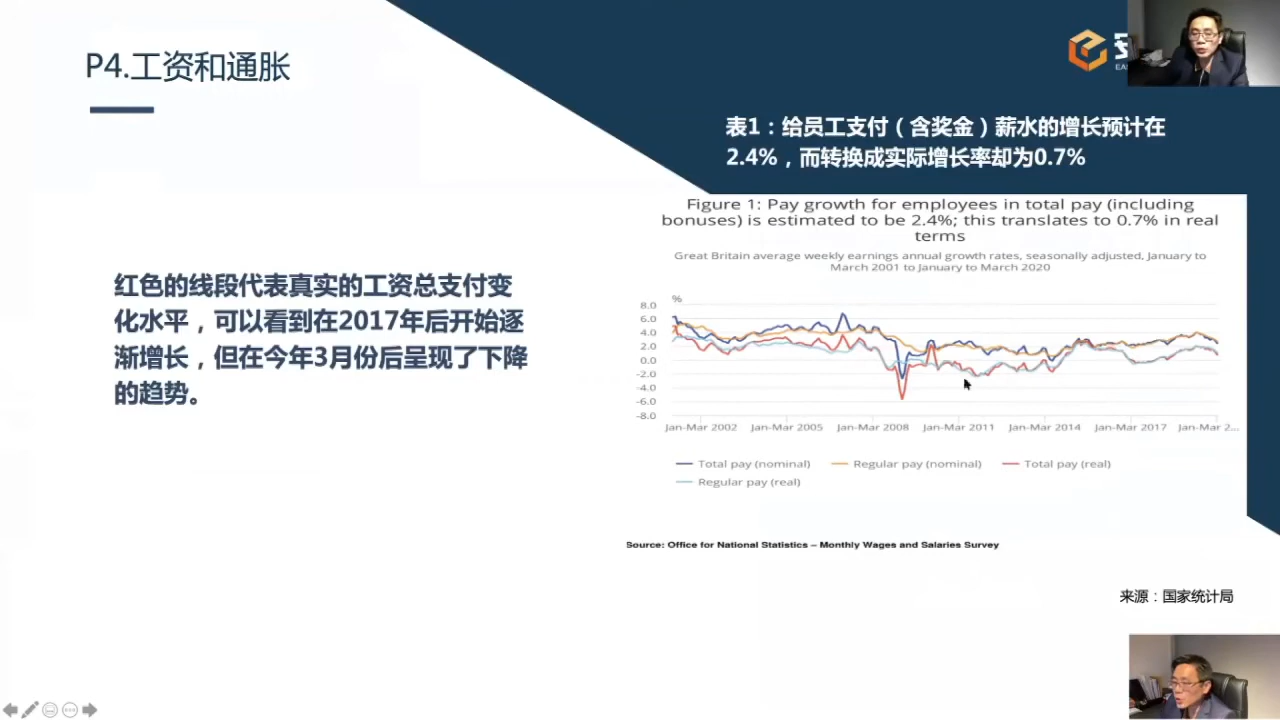 P4.工资和通胀
表1：给员工支付（含奖金）薪水的增长预计在
2.4%，而转换成实际增长率却为0.7%
红色的线段代表真实的工资总支付变
化水平，可以看到在2017年后开始逐
渐增长，但在今年3月份后呈现了下降
的趋势。
Figure 1: Pay growth for employees in total pay (including
bonuses) is estimated to be 2.4%; this translates to 0.7% in real
terms
Great Britain average weekly earnings annual growth rates, seasonally adjusted, January to
March 2001 to January to March 2020
%
8.0
6.0
4.0
2.0
0.0
-2.0
-4.0
-6.0
-8.0
Jan-Mar 2002 Jan-Mar 2005 Jan-Mar 2008 Jan-Mar 2011 Jan-Mar 2014 Jan-Mar 2017 Jan-Mar 2...
Total pay (nominal) Regular pay (nominal) Total pay (real)
Regular pay (real)
Source: Office for National Statistics – Monthly Wages and Salaries Survey
来源：国家统计局